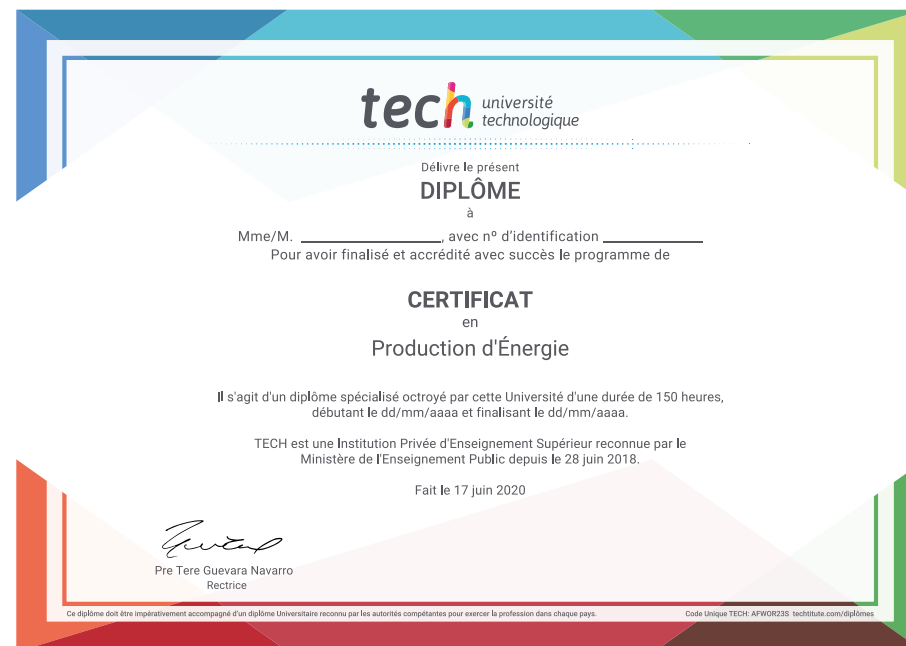 tech université
technologique
Délivre le présent
DIPLÔME
à
Mme/M. ____________________, avec nº d'identification ______________
Pour avoir finalisé et accrédité avec succès le programme de
CERTIFICAT
en
Production d'Énergie
Il s'agit d'un diplôme spécialisé octroyé par cette Université d'une durée de 150 heures,
débutant le dd/mm/aaaa et finalisant le dd/mm/aaaa.
TECH est une Institution Privée d'Enseignement Supérieur reconnue par le
Ministère de l'Enseignement Public depuis le 28 juin 2018.
Fait le 17 juin 2020
Pre Tere Guevara Navarro
Rectrice
Ce diplôme doit être impérativement accompagné d'un diplôme Universitaire reconnu par les autorités compétantes pour exercer la profession dans chaque pays.
Code Unique TECH: AFWOR23S techtitute.com/diplômes